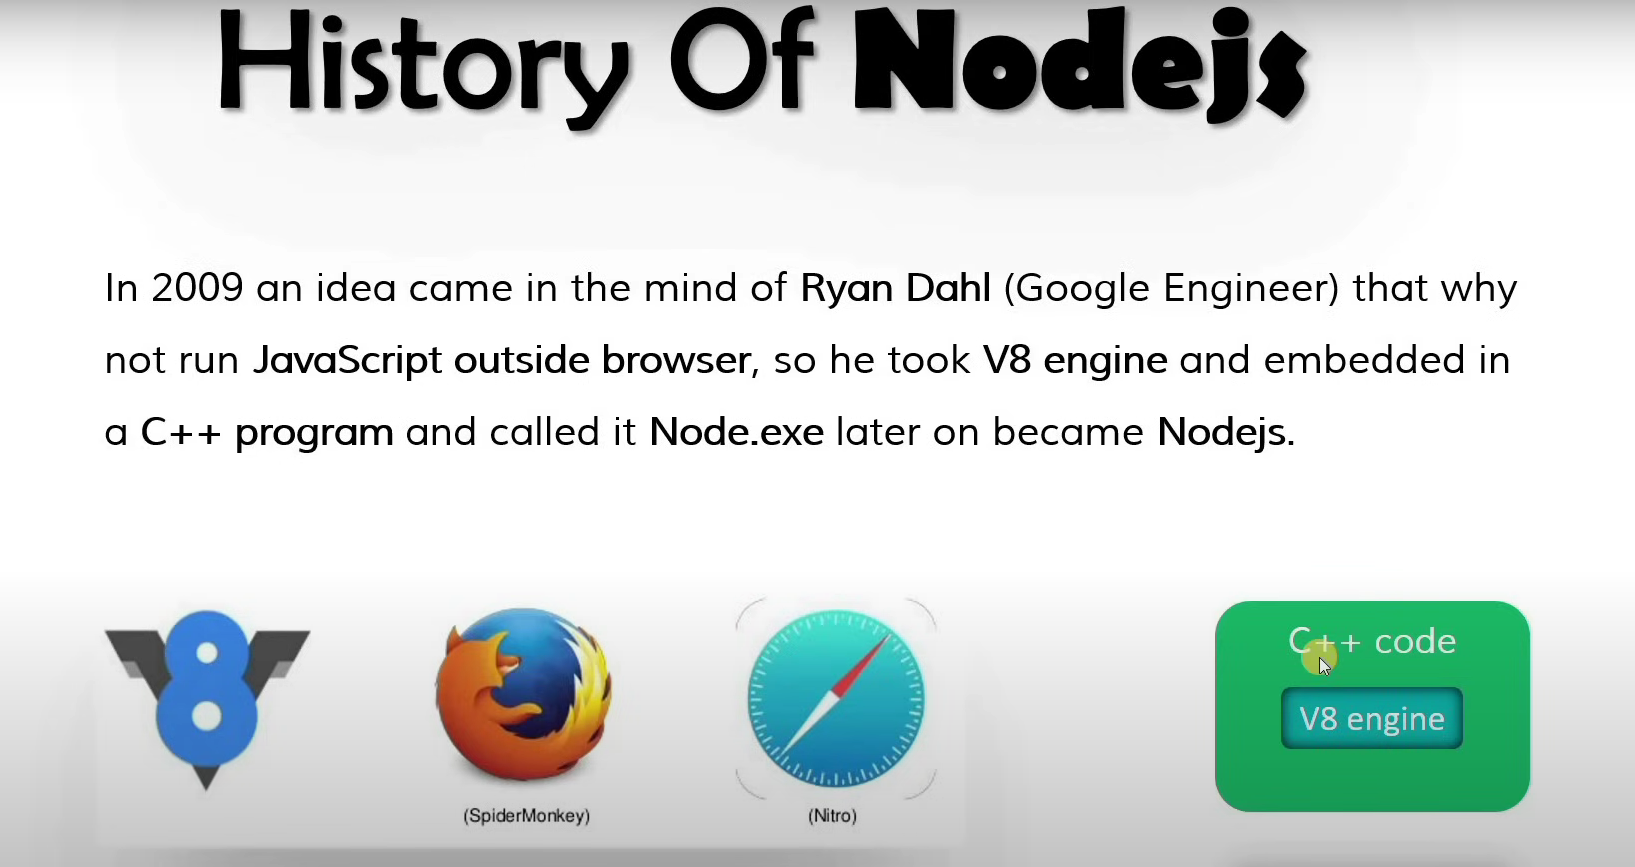 History Of Nodejs
In 2009 an idea came in the mind of Ryan Dahl (Google Engineer) that why
not run JavaScript outside browser, so he took V8 engine and embedded in
a C++ program and called it Node.exe later on became Nodejs.
V8
(SpiderMonkey)
(Nitro)
C++ code
V8 engine